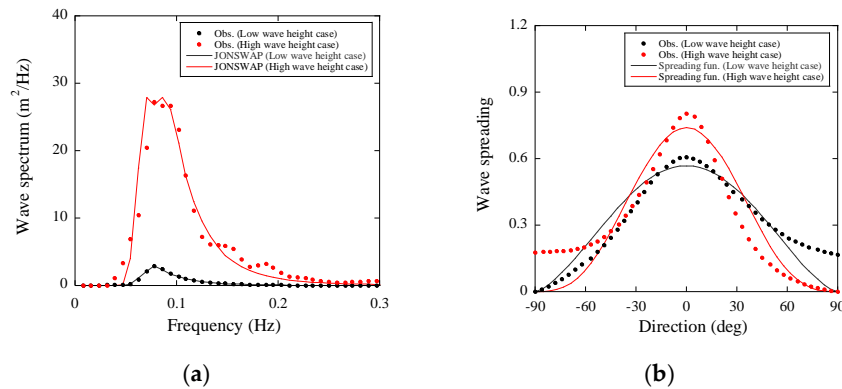 40
30
20
10
0
0
0.1
0.2
0.3
Wave spectrum (m2/Hz)
Frequency (Hz)
Obs. (Low wave height case)
Obs. (High wave height case)
JONSWAP (Low wave height case)
JONSWAP (High wave height case)
(a)
1.2
0.9
0.6
0.3
0
-90
-60
-30
0
30
60
90
Wave spreading
Direction (deg)
Obs. (Low wave height case)
Obs. (High wave height case)
Spreading fun. (Low wave height case)
Spreading fun. (High wave height case)
(b)